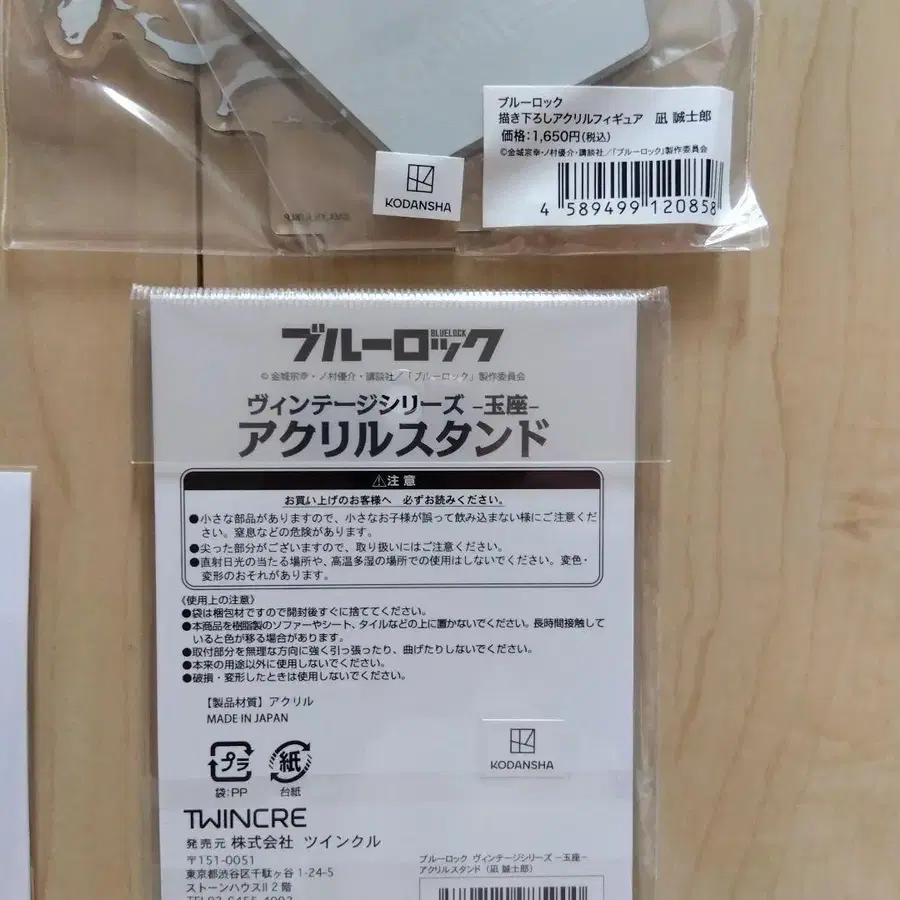 ブルーロック
描き下ろしアクリルフィギュア 凪 誠士郎
価格:1,650円(税込)
©金城宗幸・ノ村優介・講談社/「ブルーロック」製作委員会
4 589499 120858
KODANSHA
ブルーロック
BLUELOCK
© 金城宗幸・ノ村優介・講談社/「ブルーロック」製作委員会
ヴィンテージシリーズ –玉座–
アクリルスタンド
⚠注意
お買い上げのお客様へ 必ずお読みください。
●小さな部品がありますので、小さなお子様が誤って飲み込まない様にご注意くだ
さい。窒息などの危険があります。
●尖った部分がございますので、取り扱いにはご注意ください。
●直射日光の当たる場所や、高温多湿の場所での使用はしないでください。変色・
変形のおそれがあります。
《使用上の注意》
●袋は梱包材ですので開封後すぐに捨ててください。
●本商品を樹脂製のソファーやシート、タイルなどの上に置かないでください。長時間接触して
いると色が移る場合があります。
●取付部分を無理な方向に強く引っ張ったり、曲げたりしないでください。
●本来の用途以外に使用しないでください。
●破損・変形したときは使用しないでください。
【製品材質】アクリル
MADE IN JAPAN
プラ
紙
袋:PP
台紙
KODANSHA
TWINCRE
発売元 株式会社 ツインクル
〒151-0051
東京都渋谷区千駄ヶ谷 1-24-5
ストーンハウスⅡ 2 階
ブルーロック ヴィンテージシリーズ –玉座–
アクリルスタンド(凪 誠士郎)